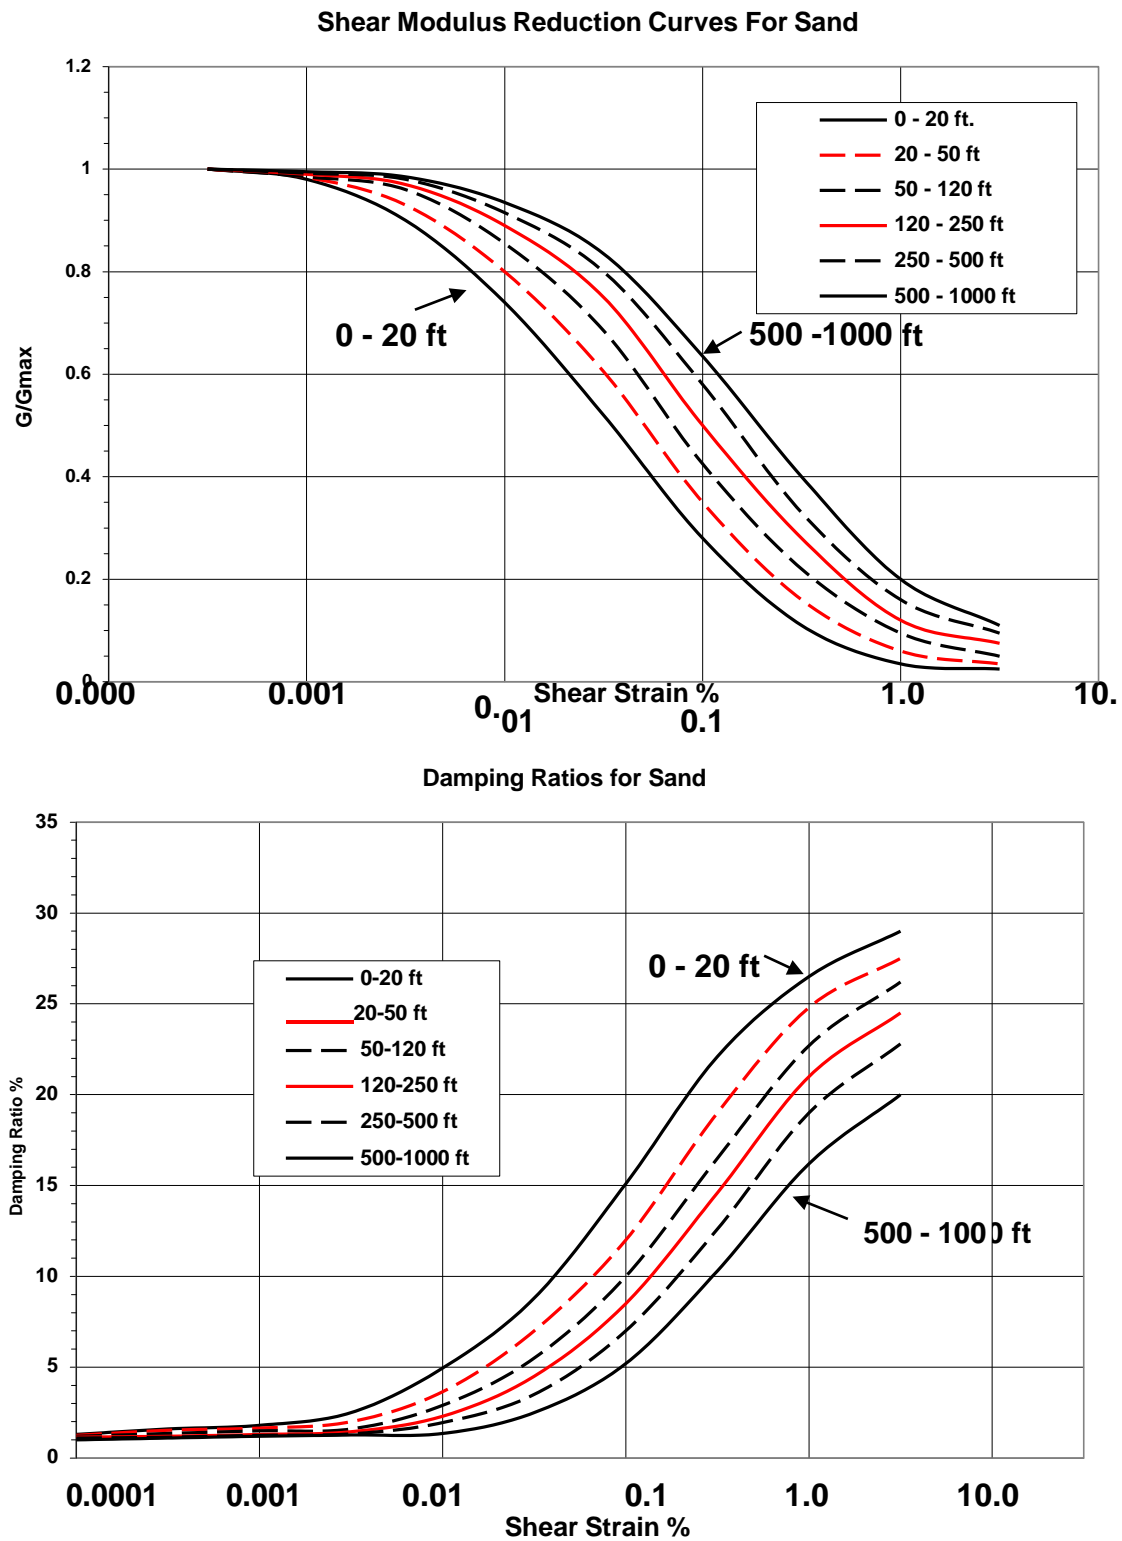 Shear Modulus Reduction Curves For Sand
1.2
1
0.8
0.6
0.4
0.2
0
G/Gmax
0 - 20 ft.
20 - 50 ft
50 - 120 ft
120 - 250 ft
250 - 500 ft
500 - 1000 ft
0 - 20 ft
500 -1000 ft
0.000
0.001
0.01
0.1
1.0
10.
Shear Strain %
Damping Ratios for Sand
35
30
25
20
15
10
5
0
Damping Ratio %
0-20 ft
20-50 ft
50-120 ft
120-250 ft
250-500 ft
500-1000 ft
0 - 20 ft
500 - 1000 ft
0.0001 0.001 0.01 0.1 1.0 10.0
Shear Strain %